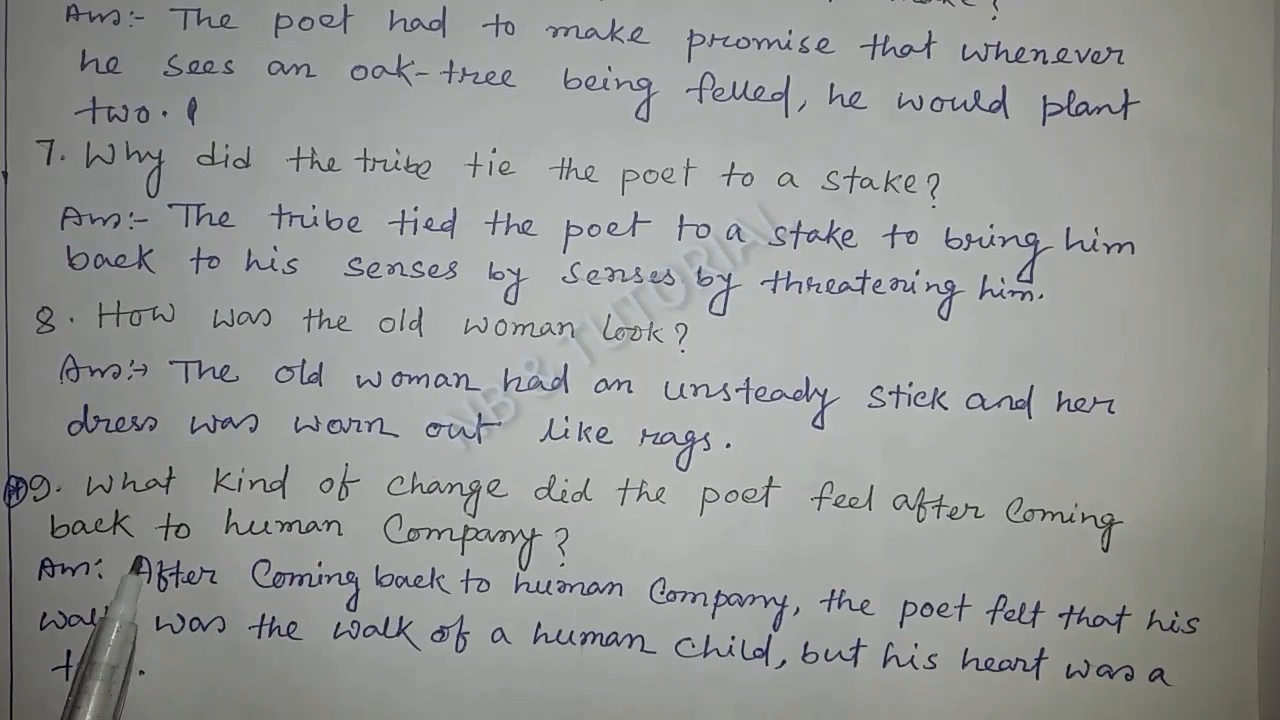 Ans:- The poet had to make promise that whenever
he sees an oak-tree being felled, he would plant
two.
7. Why did the tribe tie the poet to a stake?
Ans:- The tribe tied the poet to a stake to bring him
back to his senses by senses by threatening him.
8. How was the old woman look?
Ans:- The old woman had an unsteady stick and her
dress was worn out like rags.
9. What kind of change did the poet feel after coming
back to human company?
Ans: After coming back to human company, the poet felt that his
was the walk of a human child, but his heart was a
MB & TUTORIAL